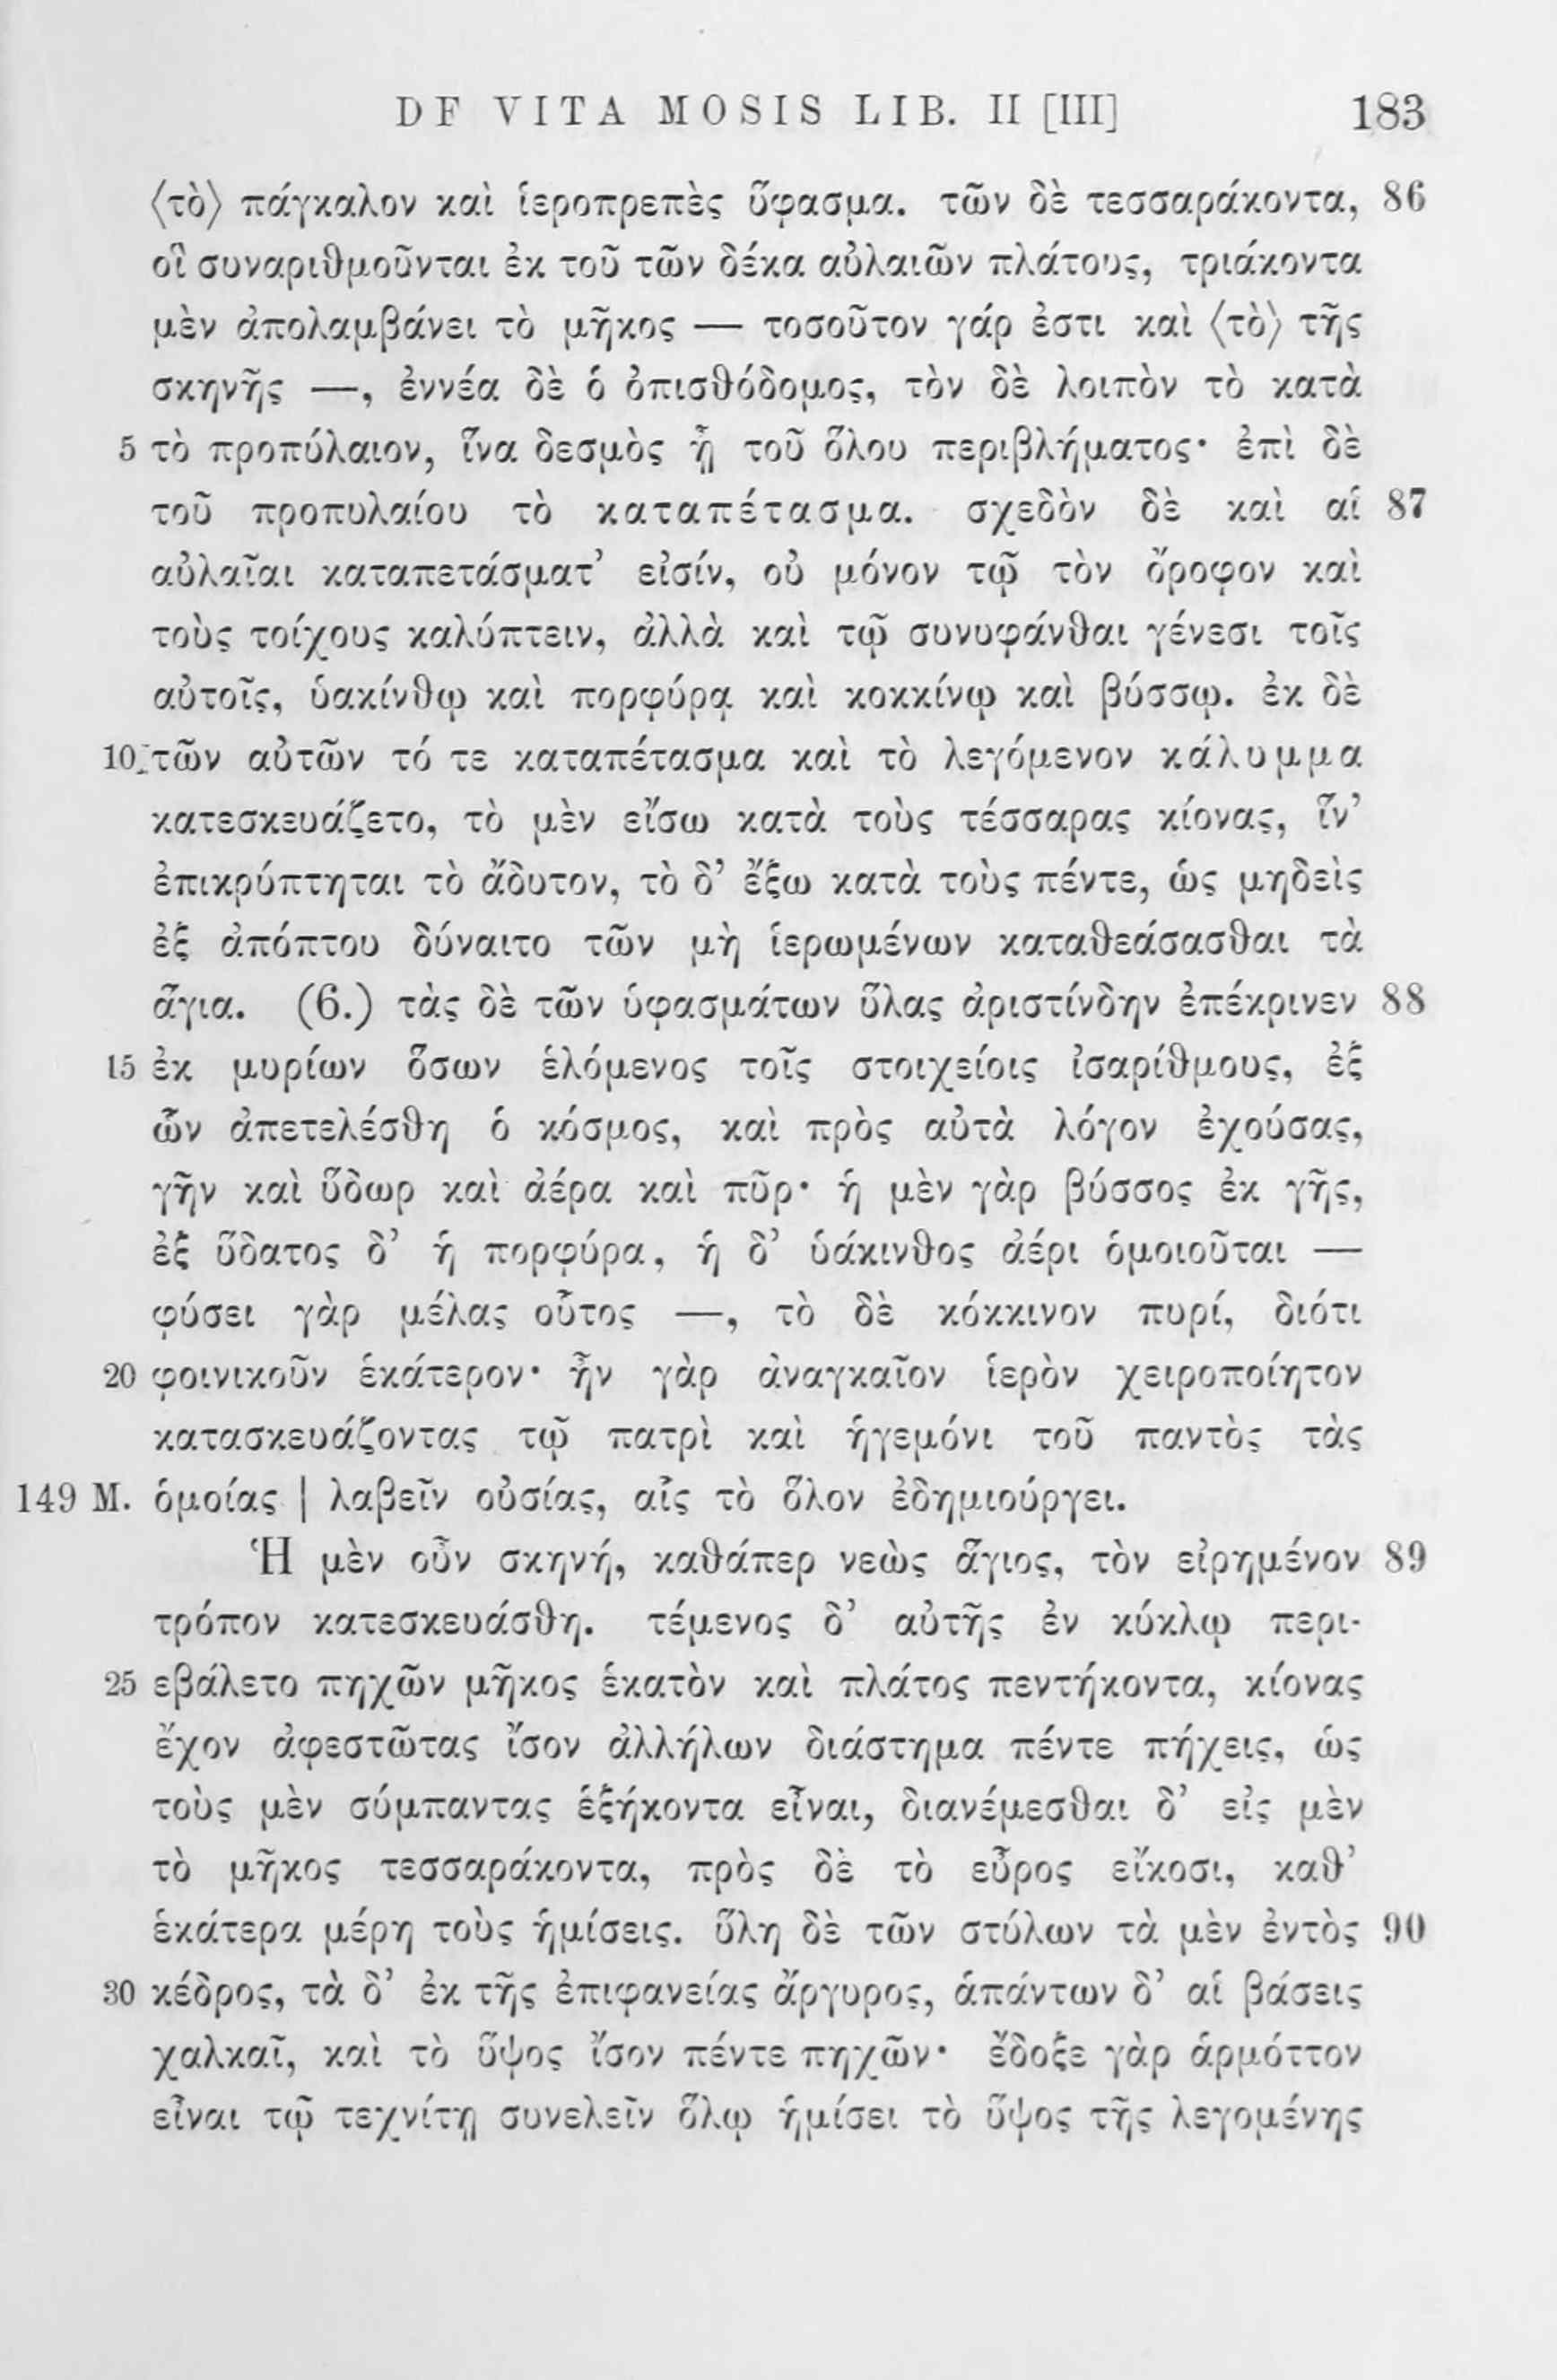 DE VITA MOSIS LIB. II [III] 183
⟨τὸ⟩ πάγκαλον καὶ ἱεροπρεπὲς ὕφασμα. τῶν δὲ τεσσαράκοντα, 86
οἳ συναριθμοῦνται ἐκ τοῦ τῶν δέκα αὐλαιῶν πλάτους, τριάκοντα
μὲν ἀπολαμβάνει τὸ μῆκος — τοσοῦτον γάρ ἐστι καὶ ⟨τὸ⟩ τῆς
σκηνῆς —, ἐννέα δὲ ὁ ὀπισθόδομος, τὸν δὲ λοιπὸν τὸ κατὰ
5 τὸ προπύλαιον, ἵνα δεσμὸς ᾖ τοῦ ὅλου περιβλήματος· ἐπὶ δὲ
τοῦ προπυλαίου τὸ καταπέτασμα. σχεδὸν δὲ καὶ αἱ 87
αὐλαῖαι καταπετάσματ’ εἰσίν, οὐ μόνον τῷ τὸν ὄροφον καὶ
τοὺς τοίχους καλύπτειν, ἀλλὰ καὶ τῷ συνυφάνθαι γένεσι τοῖς
αὐτοῖς, ὑακίνθῳ καὶ πορφύρᾳ καὶ κοκκίνῳ καὶ βύσσῳ. ἐκ δὲ
10 τῶν αὐτῶν τό τε καταπέτασμα καὶ τὸ λεγόμενον κάλυμμα
κατεσκευάζετο, τὸ μὲν εἴσω κατὰ τοὺς τέσσαρας κίονας, ἵν’
ἐπικρύπτηται τὸ ἄδυτον, τὸ δ’ ἔξω κατὰ τοὺς πέντε, ὡς μηδεὶς
ἐξ ἀπόπτου δύναιτο τῶν μὴ ἱερωμένων καταθεάσασθαι τὰ
ἅγια. (6.) τὰς δὲ τῶν ὑφασμάτων ὕλας ἀριστίνδην ἐπέκρινεν 88
15 ἐκ μυρίων ὅσων ἑλόμενος τοῖς στοιχείοις ἰσαρίθμους, ἐξ
ὧν ἀπετελέσθη ὁ κόσμος, καὶ πρὸς αὐτὰ λόγον ἐχούσας,
γῆν καὶ ὕδωρ καὶ ἀέρα καὶ πῦρ· ἡ μὲν γὰρ βύσσος ἐκ γῆς,
ἐξ ὕδατος δ’ ἡ πορφύρα, ἡ δ’ ὑάκινθος ἀέρι ὁμοιοῦται —
φύσει γὰρ μέλας οὗτος —, τὸ δὲ κόκκινον πυρί, διότι
20 φοινικοῦν ἑκάτερον· ἦν γὰρ ἀναγκαῖον ἱερὸν χειροποίητον
κατασκευάζοντας τῷ πατρὶ καὶ ἡγεμόνι τοῦ παντὸς τὰς
149 M. ὁμοίας | λαβεῖν οὐσίας, αἷς τὸ ὅλον ἐδημιούργει.
Ἡ μὲν οὖν σκηνή, καθάπερ νεὼς ἅγιος, τὸν εἰρημένον 89
τρόπον κατεσκευάσθη. τέμενος δ’ αὐτῆς ἐν κύκλῳ περι-
25 εβάλετο πηχῶν μῆκος ἑκατὸν καὶ πλάτος πεντήκοντα, κίονας
ἔχον ἀφεστῶτας ἴσον ἀλλήλων διάστημα πέντε πήχεις, ὡς
τοὺς μὲν σύμπαντας ἑξήκοντα εἶναι, διανέμεσθαι δ’ εἰς μὲν
τὸ μῆκος τεσσαράκοντα, πρὸς δὲ τὸ εὖρος εἴκοσι, καθ’
ἑκάτερα μέρη τοὺς ἡμίσεις. ὕλη δὲ τῶν στύλων τὰ μὲν ἐντὸς 90
30 κέδρος, τὰ δ’ ἐκ τῆς ἐπιφανείας ἄργυρος, ἁπάντων δ’ αἱ βάσεις
χαλκαῖ, καὶ τὸ ὕψος ἴσον πέντε πηχῶν· ἔδοξε γὰρ ἁρμόττον
εἶναι τῷ τεχνίτῃ συνελεῖν ὅλῳ ἡμίσει τὸ ὕψος τῆς λεγομένης